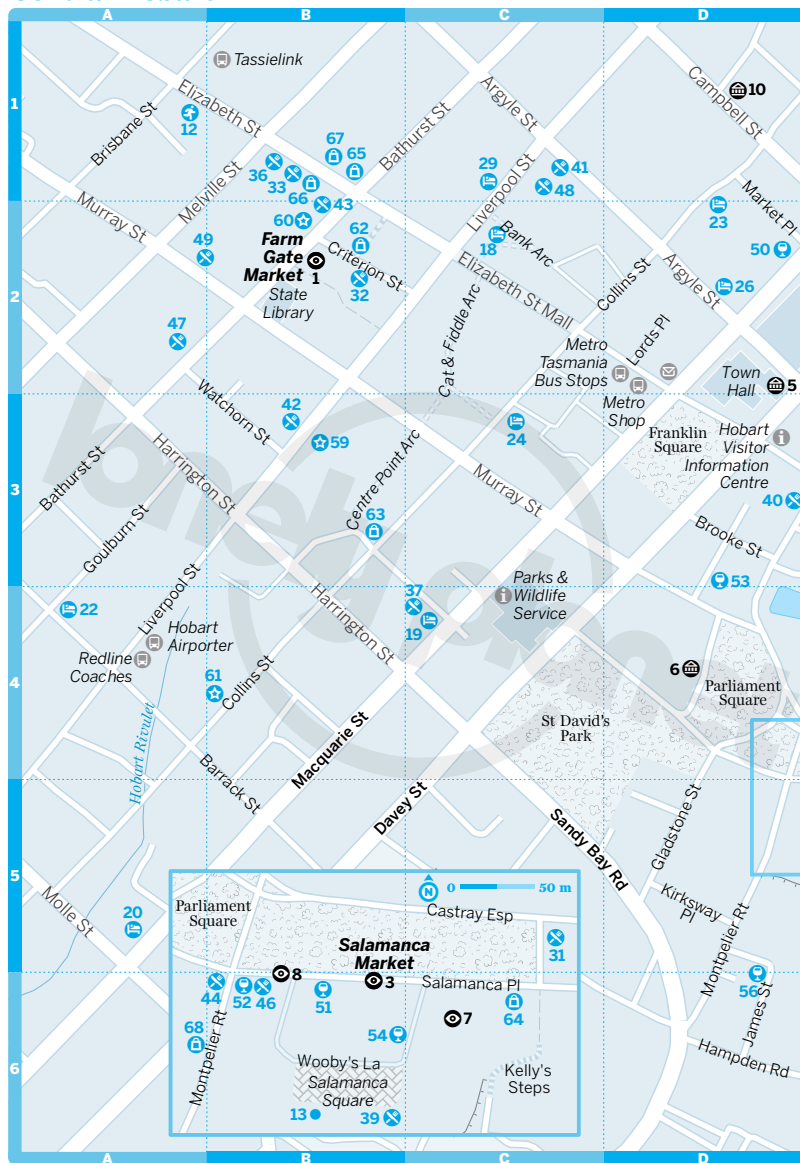 A B C D
1
2
3
4
5
6
Tassielink
Elizabeth St
Brisbane St
12
Melville St
Murray St
36
33
67
65
66
43
60
Bathurst St
Argyle St
Campbell St
10
29
41
48
Liverpool St
23
Market Pl
50
18
Bank Arc
49
Farm
Gate
Market
1
62
Criterion St
32
State
Library
Elizabeth St Mall
Collins St
Argyle St
26
47
Cat & Fiddle Arc
Metro
Tasmania
Bus Stops
Lords Pl
Metro
Shop
Town
Hall
5
Watchorn St
42
59
24
Franklin
Square
Hobart
Visitor
Information
Centre
40
Bathurst St
Harrington St
Centre Point Arc
63
Murray St
Goulburn St
Brooke St
53
22
Liverpool St
Hobart
Airporter
Redline
Coaches
Harrington St
37
19
Parks &
Wildlife
Service
61
Collins St
6
Parliament
Square
St David's
Park
Hobart Rivulet
Barrack St
Macquarie St
Davey St
Sandy Bay Rd
Gladstone St
Molle St
20
Kirksway
Pl
Montpelier Rt
56
James St
Hampden Rd
Parliament
Square
N
0 50 m
Castray Esp
Salamanca
Market
31
8
3
Salamanca Pl
44
52
46
51
64
7
54
68
Montpelier Rt
Wooby's La
Salamanca
Square
Kelly's
Steps
13
39
lonely planet
A B C D